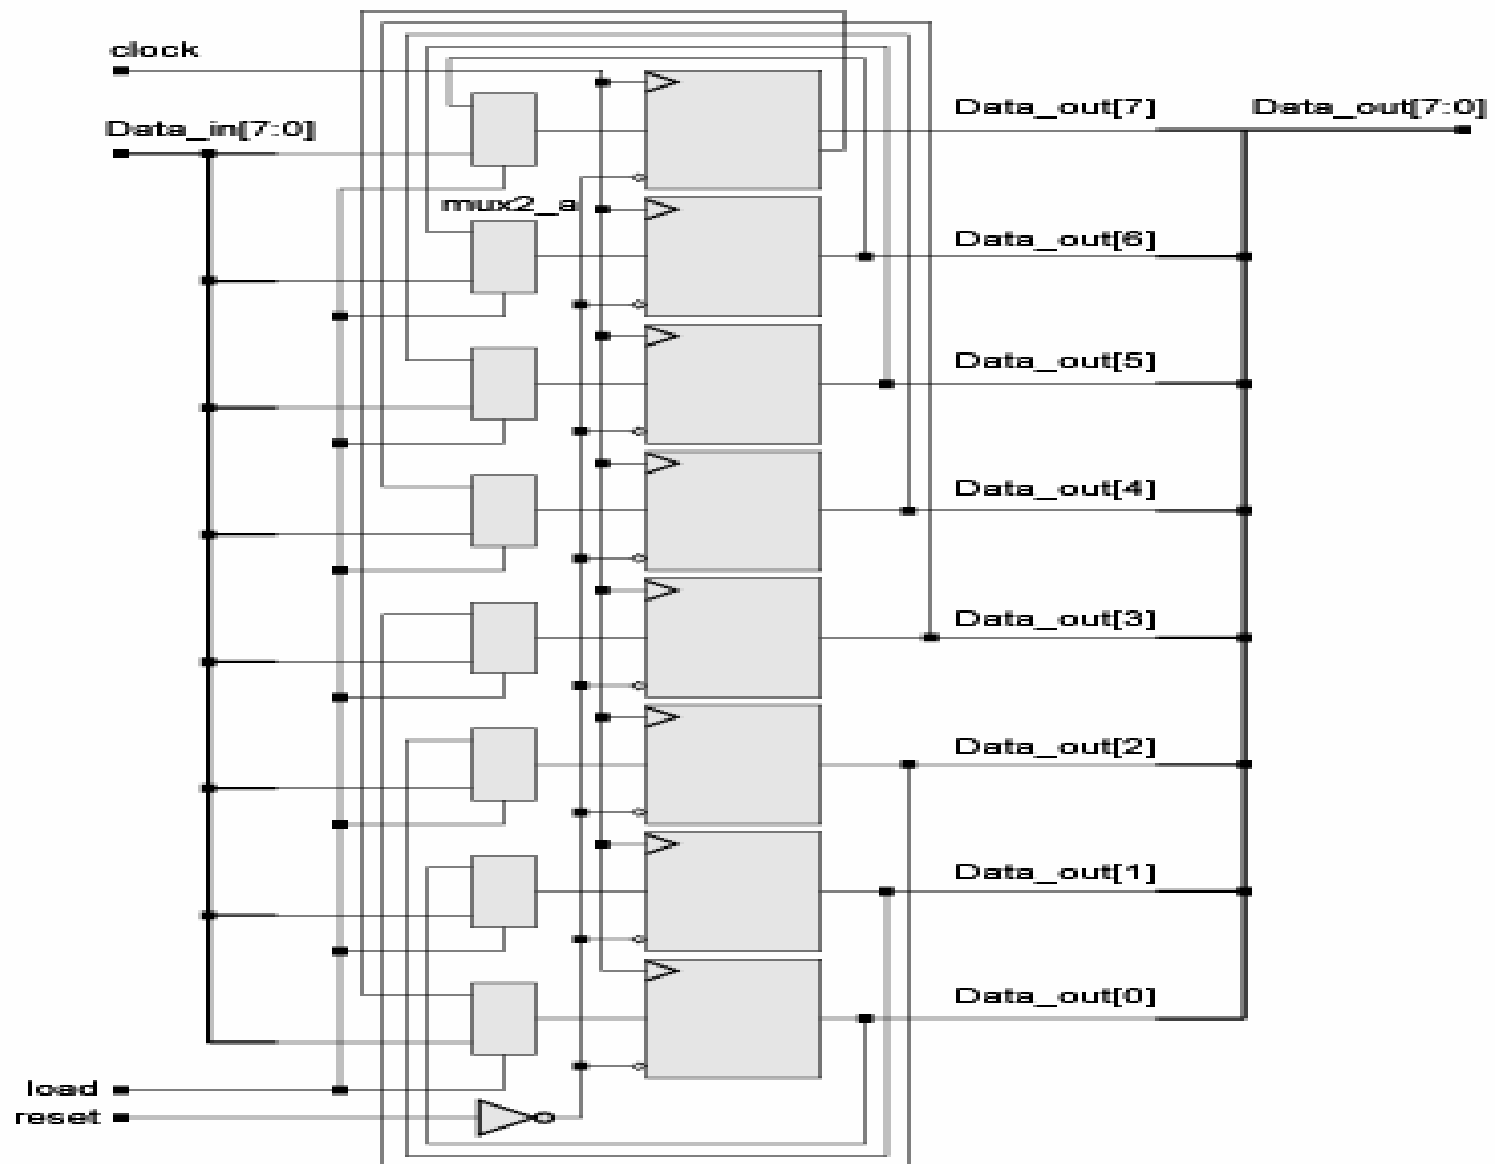 clock
Data_in[7:0]
mux2_a
Data_out[7] Data_out[7:0]
Data_out[6]
Data_out[5]
Data_out[4]
Data_out[3]
Data_out[2]
Data_out[1]
Data_out[0]
load
reset